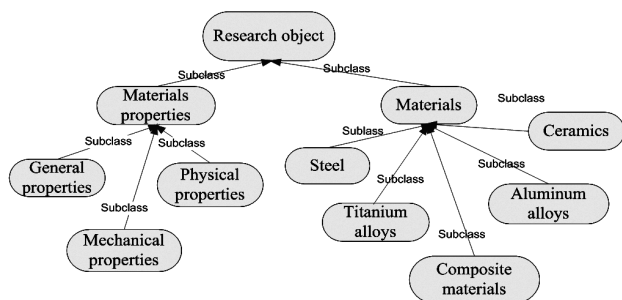 Research object
Subclass
Subclass
Materials
properties
Materials
Subclass
Ceramics
Subclass
Subclass
Sublass
General
properties
Physical
properties
Steel
Subclass
Subclass
Aluminum
alloys
Subclass
Titanium
alloys
Mechanical
properties
Subclass
Composite
materials